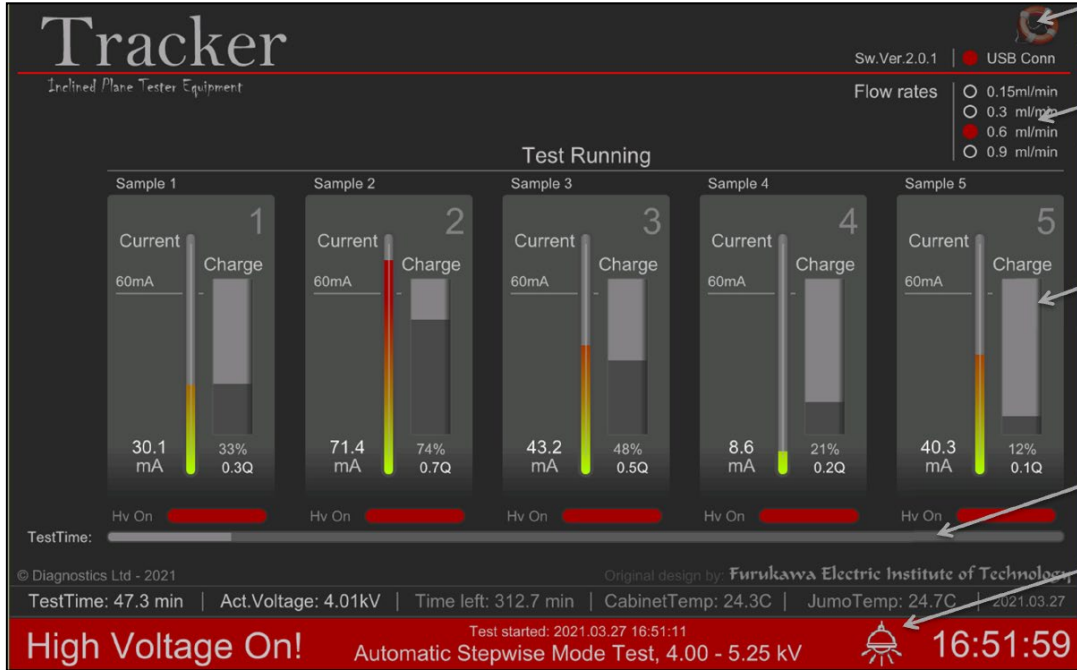 Tracker
Inclined Plane Tester Equipment
Sw.Ver.2.0.1 | USB Conn
Flow rates
0.15ml/min
0.3 ml/min
0.6 ml/min
0.9 ml/min
Test Running
Sample 1
Sample 2
Sample 3
Sample 4
Sample 5
1
Current
Charge
60mA
30.1 mA
33%
0.3Q
2
Current
Charge
60mA
71.4 mA
74%
0.7Q
3
Current
Charge
60mA
43.2 mA
48%
0.5Q
4
Current
Charge
60mA
8.6 mA
21%
0.2Q
5
Current
Charge
60mA
40.3 mA
12%
0.1Q
Hv On
Hv On
Hv On
Hv On
Hv On
TestTime:
© Diagnostics Ltd - 2021
Original design by: Furukawa Electric Institute of Technology
TestTime: 47.3 min | Act.Voltage: 4.01kV | Time left: 312.7 min | CabinetTemp: 24.3C | JumoTemp: 24.7C | 2021.03.27
High Voltage On!
Test started: 2021.03.27 16:51:11
Automatic Stepwise Mode Test, 4.00 - 5.25 kV
16:51:59